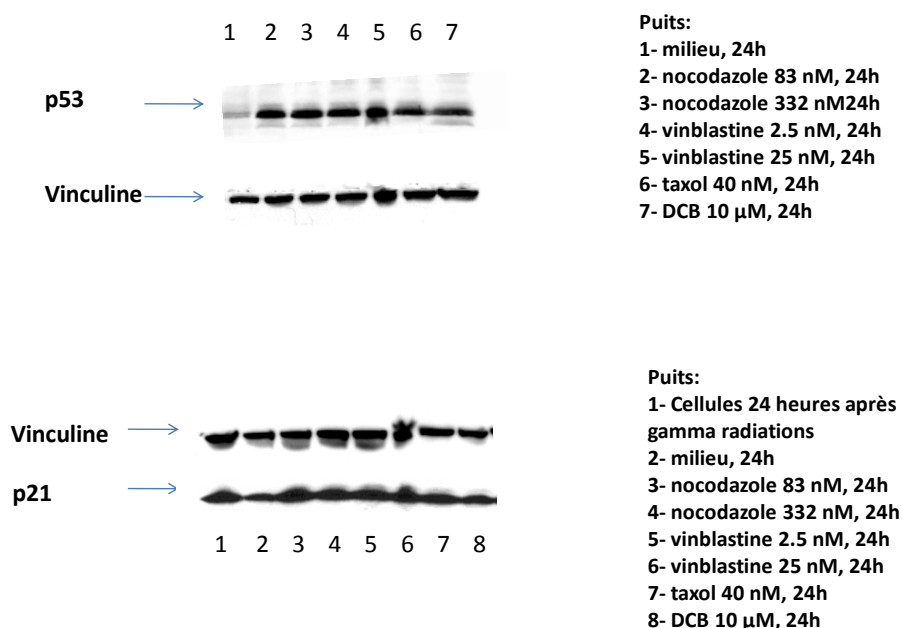 1 2 3 4 5 6 7
p53
Vinculine
Puits:
1- milieu, 24h
2- nocodazole 83 nM, 24h
3- nocodazole 332 nM24h
4- vinblastine 2.5 nM, 24h
5- vinblastine 25 nM, 24h
6- taxol 40 nM, 24h
7- DCB 10 µM, 24h
Vinculine
p21
1 2 3 4 5 6 7 8
Puits:
1- Cellules 24 heures après
gamma radiations
2- milieu, 24h
3- nocodazole 83 nM, 24h
4- nocodazole 332 nM, 24h
5- vinblastine 2.5 nM, 24h
6- vinblastine 25 nM, 24h
7- taxol 40 nM, 24h
8- DCB 10 µM, 24h